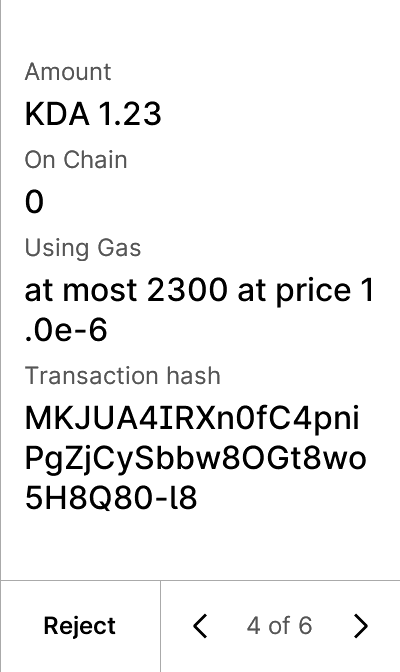 Amount
KDA 1.23
On Chain
0
Using Gas
at most 2300 at price 1
.0e-6
Transaction hash
MKJUA4IRXn0fC4pni
PgZjCySbbw8OGt8wo
5H8Q80-l8
Reject
4 of 6